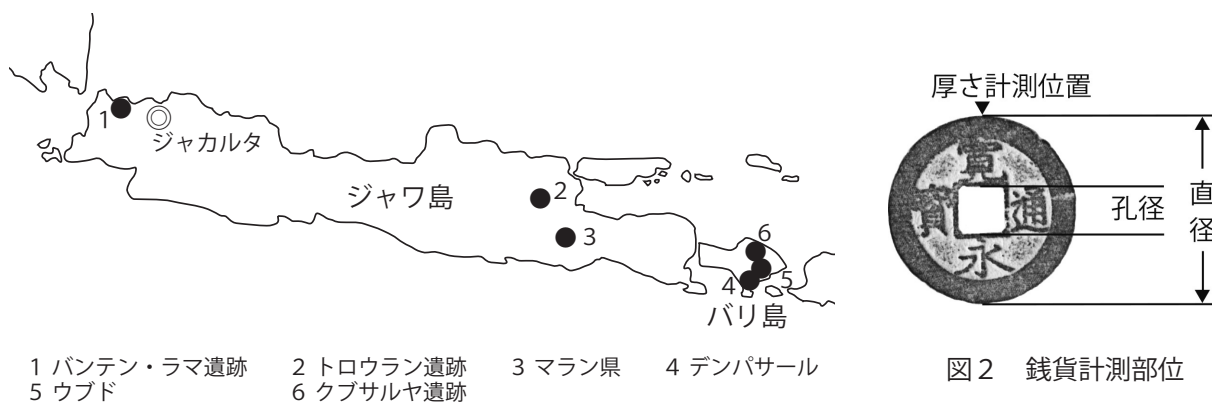 1
ジャカルタ
ジャワ島
2
3
6
4
5
バリ島
1 バンテン・ラマ遺跡 2 トロウラン遺跡 3 マラン県 4 デンパサール
5 ウブド 6 クブサルヤ遺跡
厚さ計測位置
寛
通
寳
永
孔径
直径
図2 銭貨計測部位